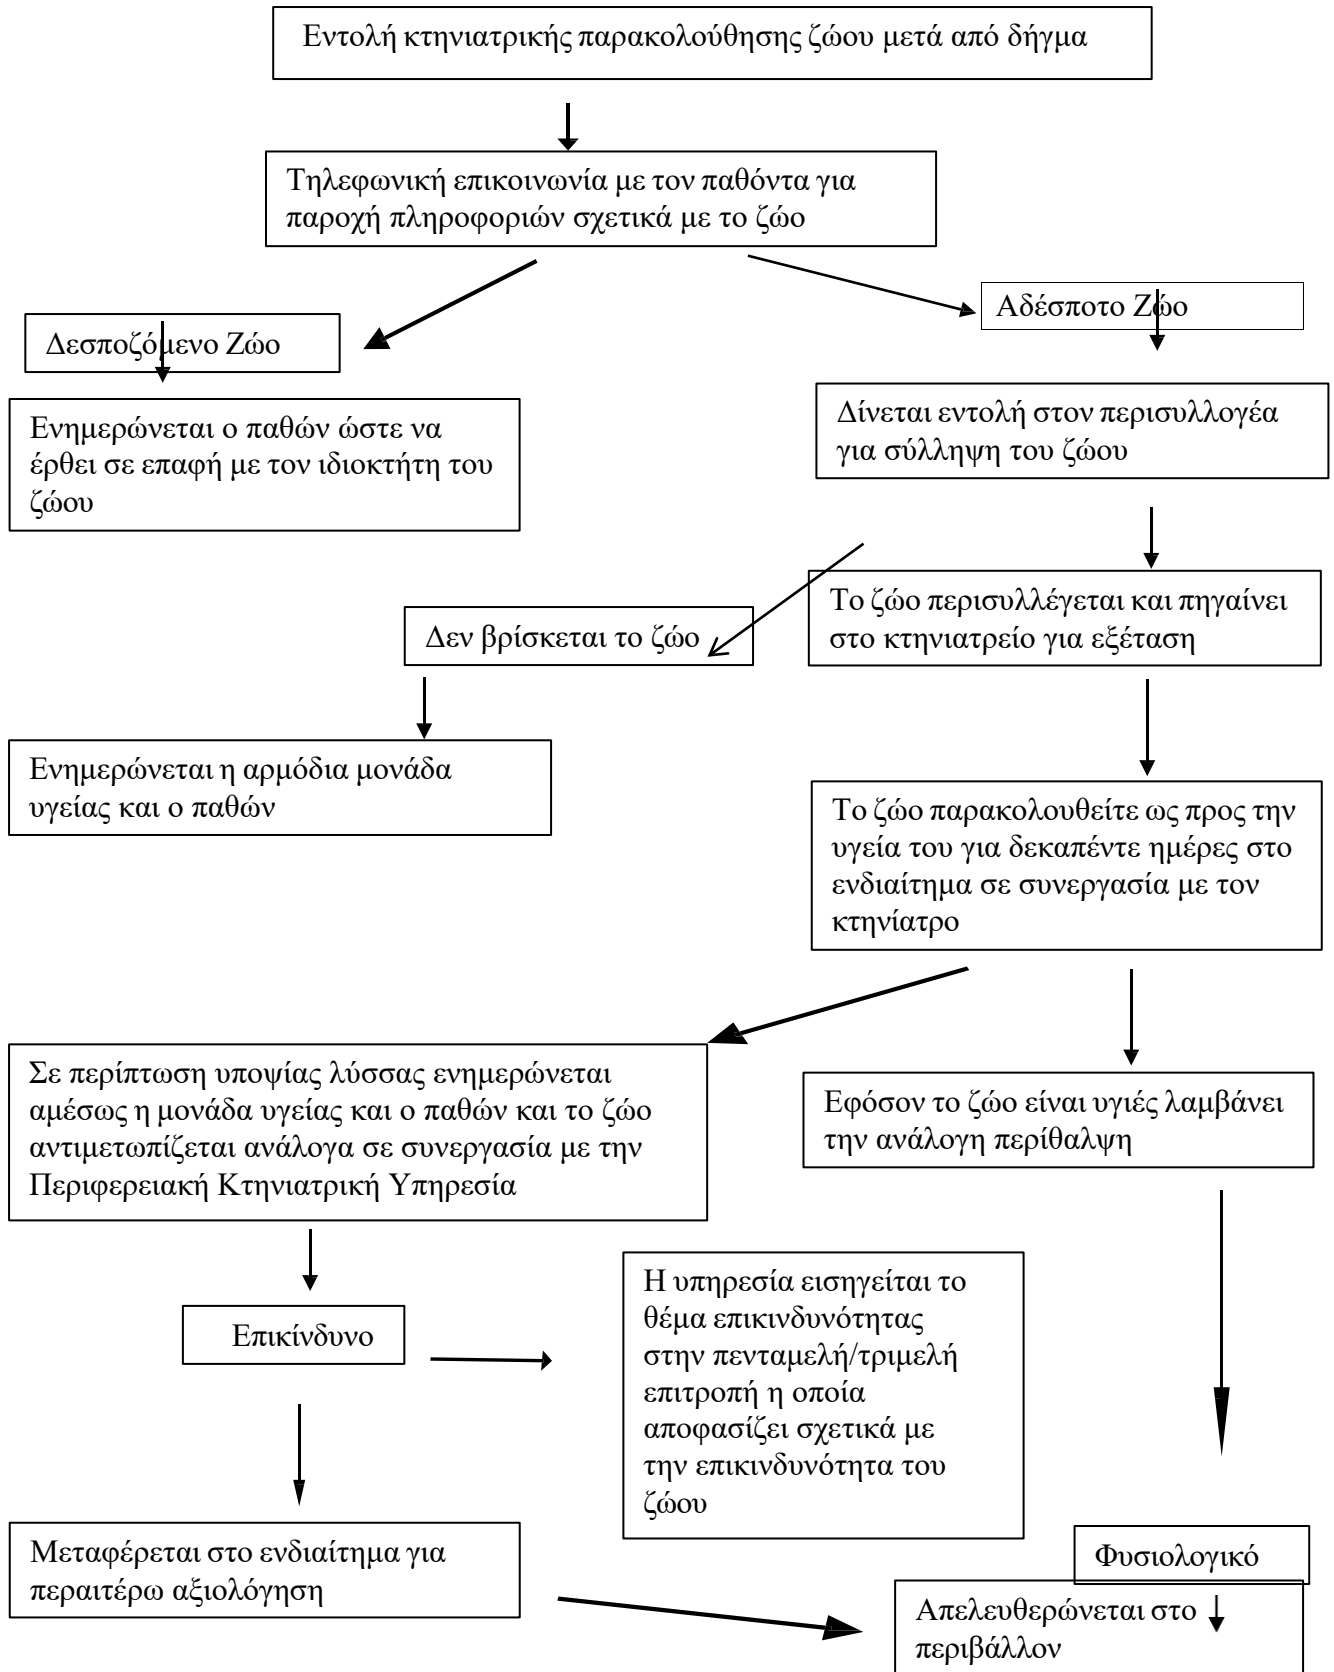 Εντολή κτηνιατρικής παρακολούθησης ζώου μετά από δήγμα
Τηλεφωνική επικοινωνία με τον παθόντα για
παροχή πληροφοριών σχετικά με το ζώο
Δεσποζόμενο Ζώο
Αδέσποτο Ζώο
Ενημερώνεται ο παθών ώστε να
έρθει σε επαφή με τον ιδιοκτήτη του
ζώου
Δίνεται εντολή στον περισυλλογέα
για σύλληψη του ζώου
Δεν βρίσκεται το ζώο
Το ζώο περισυλλέγεται και πηγαίνει
στο κτηνιατρείο για εξέταση
Ενημερώνεται η αρμόδια μονάδα
υγείας και ο παθών
Το ζώο παρακολουθείτε ως προς την
υγεία του για δεκαπέντε ημέρες στο
ενδιαίτημα σε συνεργασία με τον
κτηνίατρο
Σε περίπτωση υποψίας λύσσας ενημερώνεται
αμέσως η μονάδα υγείας και ο παθών και το ζώο
αντιμετωπίζεται ανάλογα σε συνεργασία με την
Περιφερειακή Κτηνιατρική Υπηρεσία
Εφόσον το ζώο είναι υγιές λαμβάνει
την ανάλογη περίθαλψη
Επικίνδυνο
Η υπηρεσία εισηγείται το
θέμα επικινδυνότητας
στην πενταμελή/τριμελή
επιτροπή η οποία
αποφασίζει σχετικά με
την επικινδυνότητα του
ζώου
Μεταφέρεται στο ενδιαίτημα για
περαιτέρω αξιολόγηση
Φυσιολογικό
Απελευθερώνεται στο
περιβάλλον